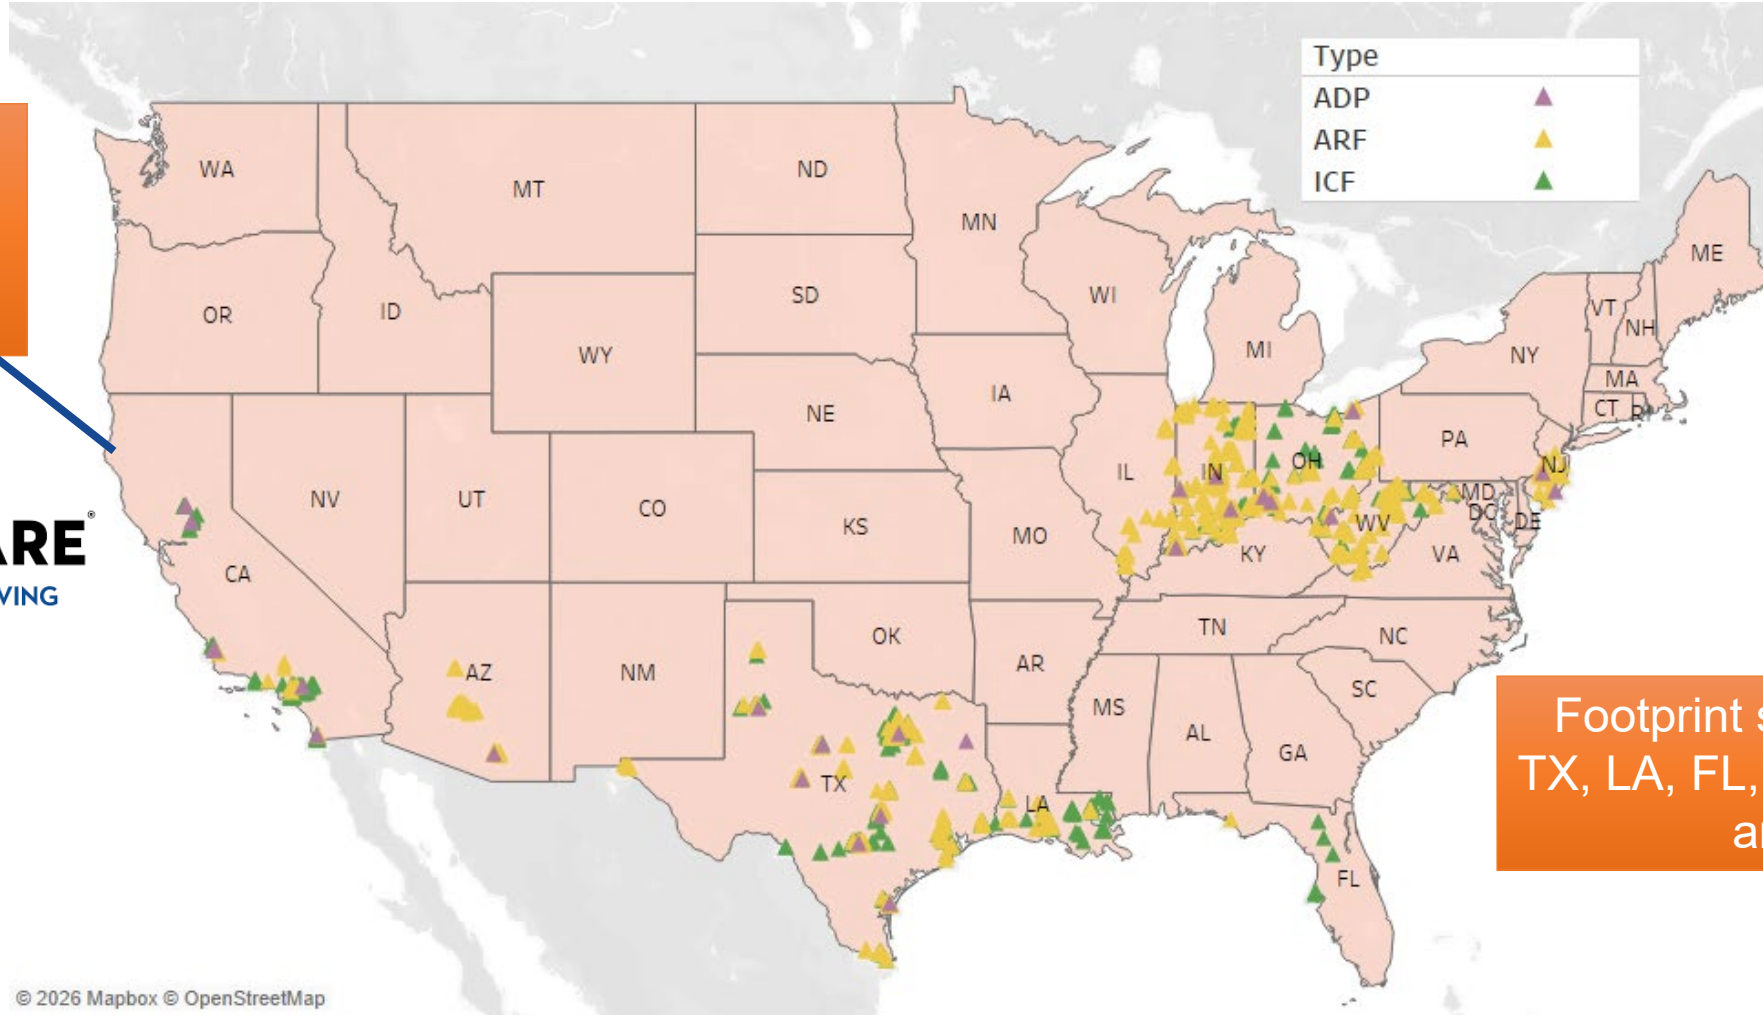 Type
ADP
ARF
ICF
WA
MT
ND
MN
ME
OR
ID
SD
WI
VT
NH
WY
MI
NY
IA
MA
NE
CT
RI
PA
IL
IN
OH
NJ
NV
UT
CO
MD
DC
DE
KS
MO
WV
KY
VA
ARE®
CA
VING
TN
NC
OK
AR
AZ
NM
SC
MS
AL
GA
Footprint s
TX, LA, FL,
TX
LA
ar
FL
© 2026 Mapbox © OpenStreetMap